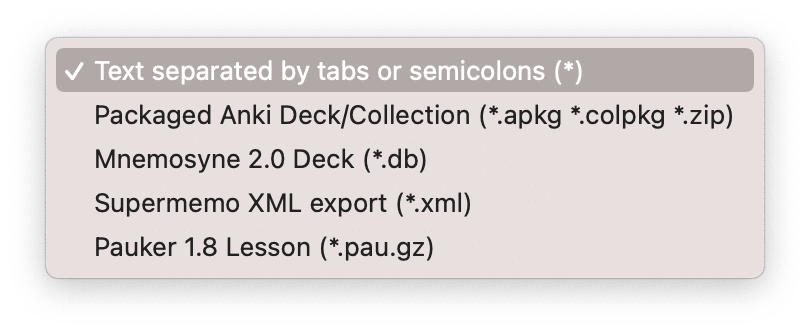 ✓ Text separated by tabs or semicolons (*)
Packaged Anki Deck/Collection (*.apkg *.colpkg *.zip)
Mnemosyne 2.0 Deck (*.db)
Supermemo XML export (*.xml)
Pauker 1.8 Lesson (*.pau.gz)